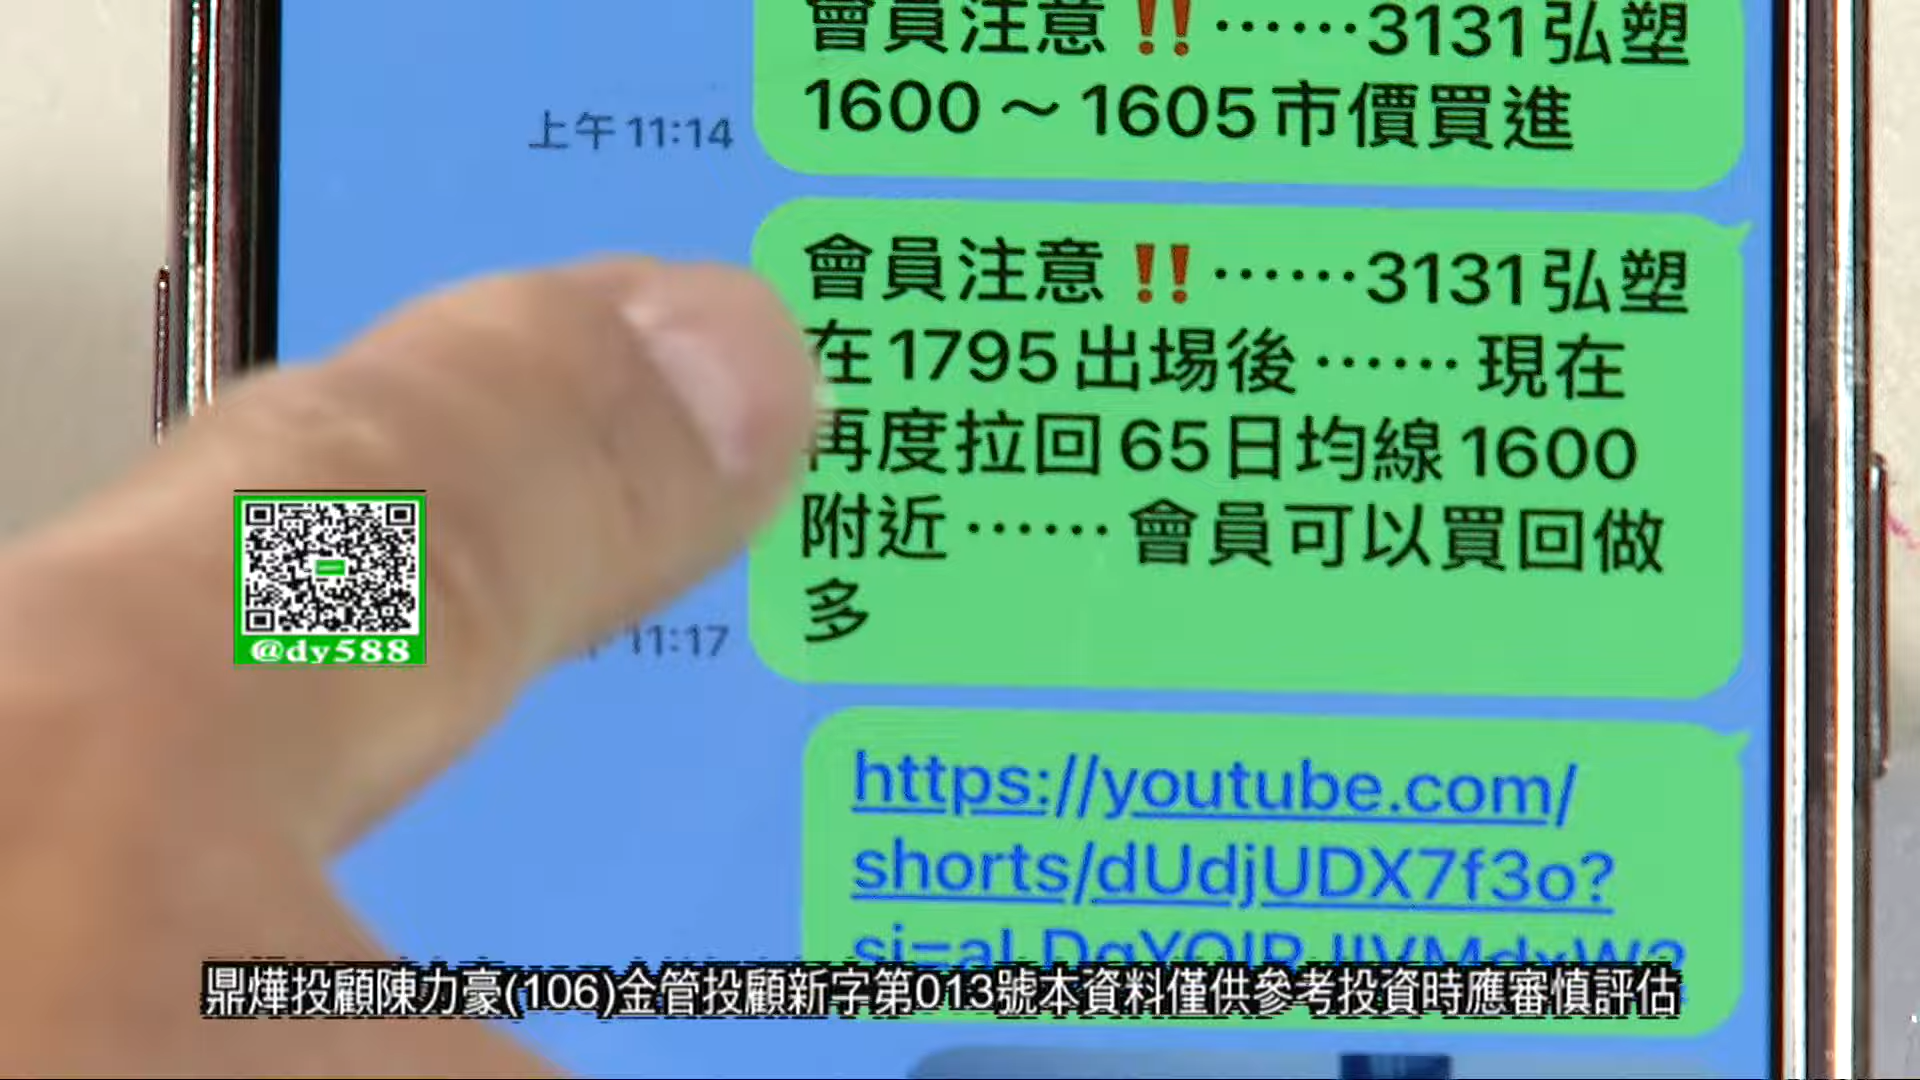 會員注意‼️⋯⋯3131弘塑
1600～1605市價買進
上午11:14
會員注意‼️⋯⋯3131弘塑
在1795出場後⋯⋯現在
再度拉回65日均線1600
附近⋯⋯會員可以買回做
多
11:17
https://youtube.com/
shorts/dUdjUDX7f3o?
@dy588
鼎燁投顧陳力豪(106)金管投顧新字第013號本資料僅供參考投資時應審慎評估